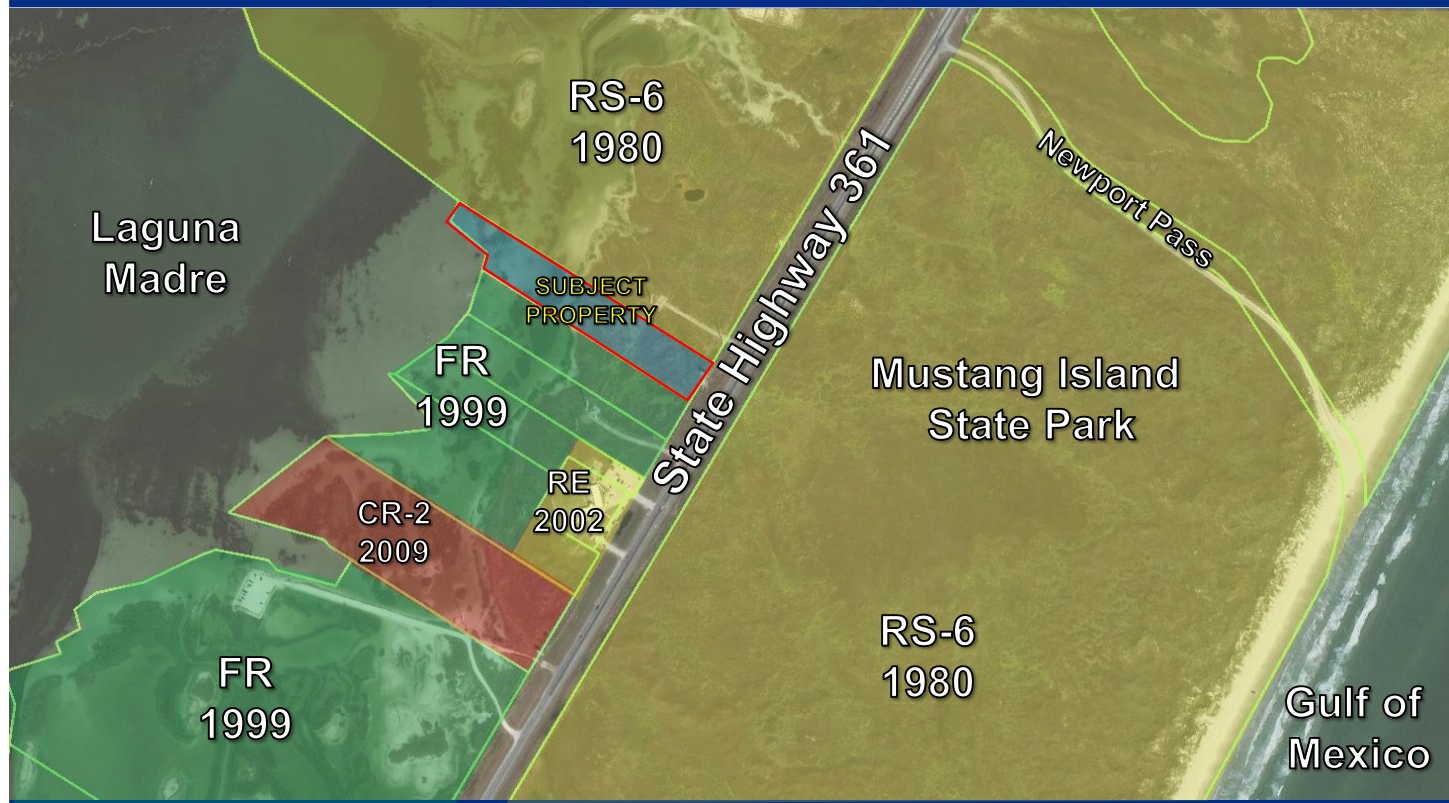 RS-6
1980
Newport Pass
Laguna
Madre
SUBJECT
PROPERTY
State Highway 361
FR
1999
Mustang Island
State Park
RE
2002
CR-2
2009
RS-6
1980
FR
1999
Gulf of
Mexico